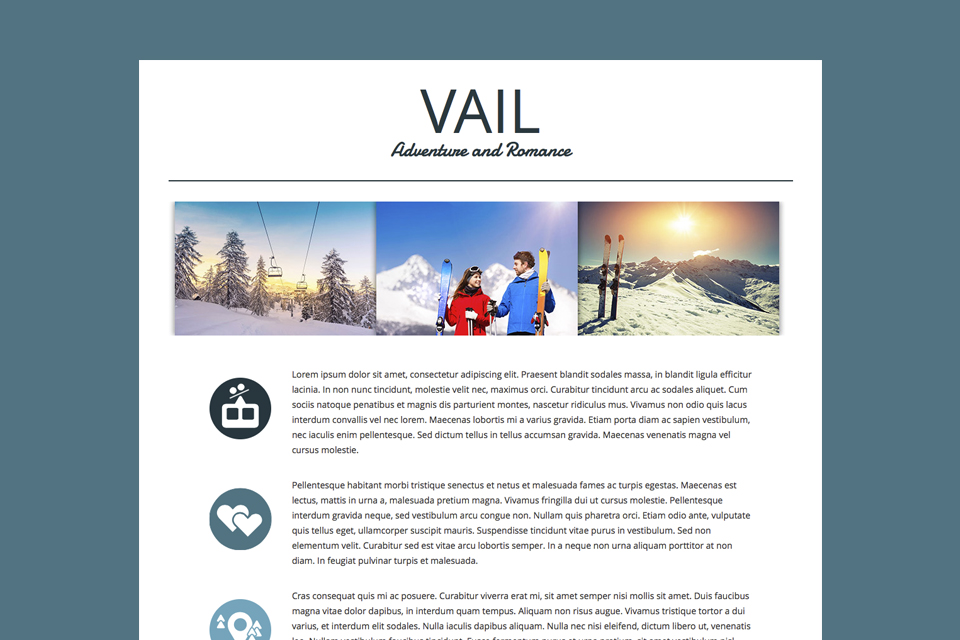 VAIL
Adventure and Romance
Lorem ipsum dolor sit amet, consectetur adipiscing elit. Praesent blandit sodales massa, in blandit ligula efficitur
lacinia. In non nunc tincidunt, molestie velit nec, maximus orci. Curabitur tincidunt arcu ac sodales aliquet. Cum
sociis natoque penatibus et magnis dis parturient montes, nascetur ridiculus mus. Vivamus non odio quis lacus
interdum convallis vel nec lorem. Maecenas lobortis mi a varius gravida. Etiam porta diam ac sapien vestibulum,
nec iaculis enim pellentesque. Sed dictum tellus in tellus accumsan gravida. Maecenas venenatis magna vel
cursus molestie.
Pellentesque habitant morbi tristique senectus et netus et malesuada fames ac turpis egestas. Maecenas est
lectus, mattis in urna a, malesuada pretium magna. Vivamus fringilla dui ut cursus molestie. Pellentesque
interdum gravida neque, sed vestibulum arcu congue non. Nullam quis pharetra orci. Etiam odio ante, vulputate
quis tellus eget, ullamcorper suscipit mauris. Suspendisse tincidunt vitae purus in vestibulum. Sed non
elementum velit. Curabitur sed est vitae arcu lobortis semper. In a neque non urna aliquam porttitor at non
diam. In feugiat pulvinar turpis et malesuada.
Cras consequat quis mi ac posuere. Curabitur viverra erat mi, sit amet semper nisi mollis sit amet. Duis faucibus
magna vitae dolor dapibus, in interdum quam tempus. Aliquam non risus augue. Vivamus tristique tortor a dui
varius, et interdum elit sodales. Nulla iaculis dapibus aliquam. Nulla nec nisi eleifend, dictum libero ut, venenatis